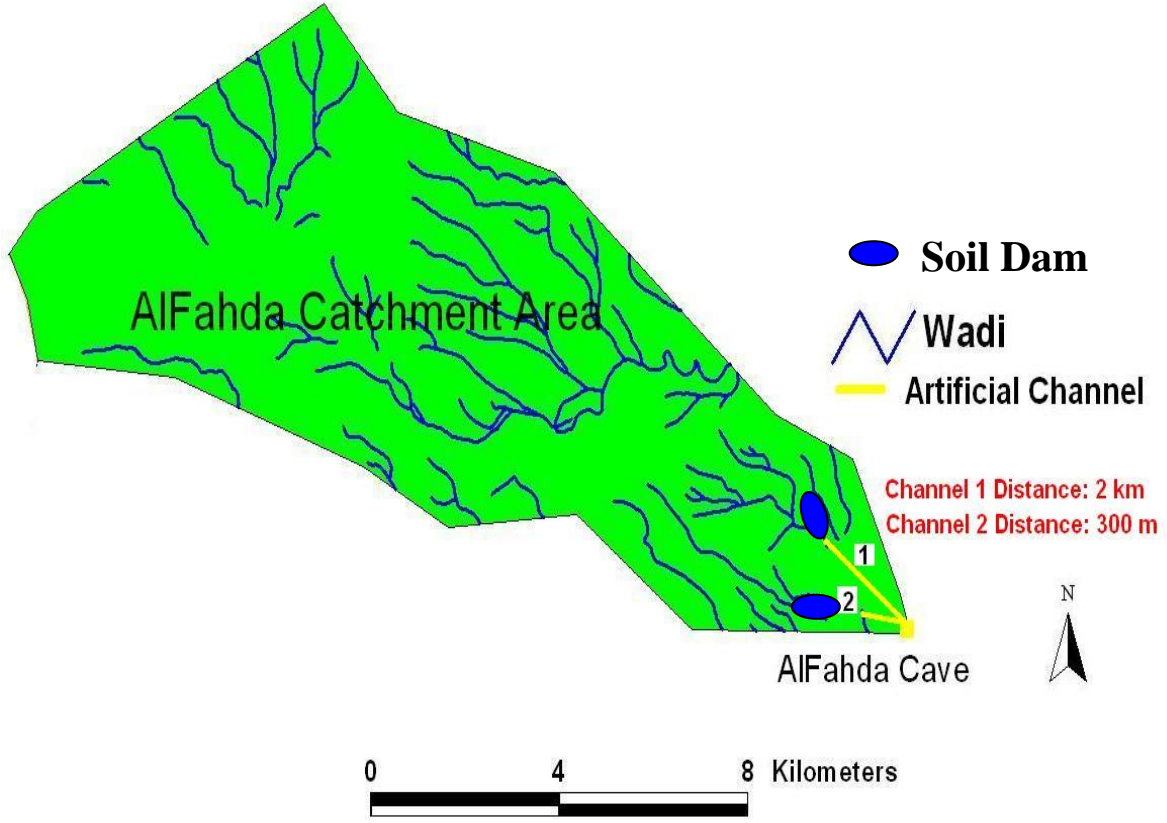 Soil Dam
AlFahda Catchment Area
Wadi
Artificial Channel
Channel 1 Distance: 2 km
Channel 2 Distance: 300 m
1
2
N
AlFahda Cave
0 4 8 Kilometers